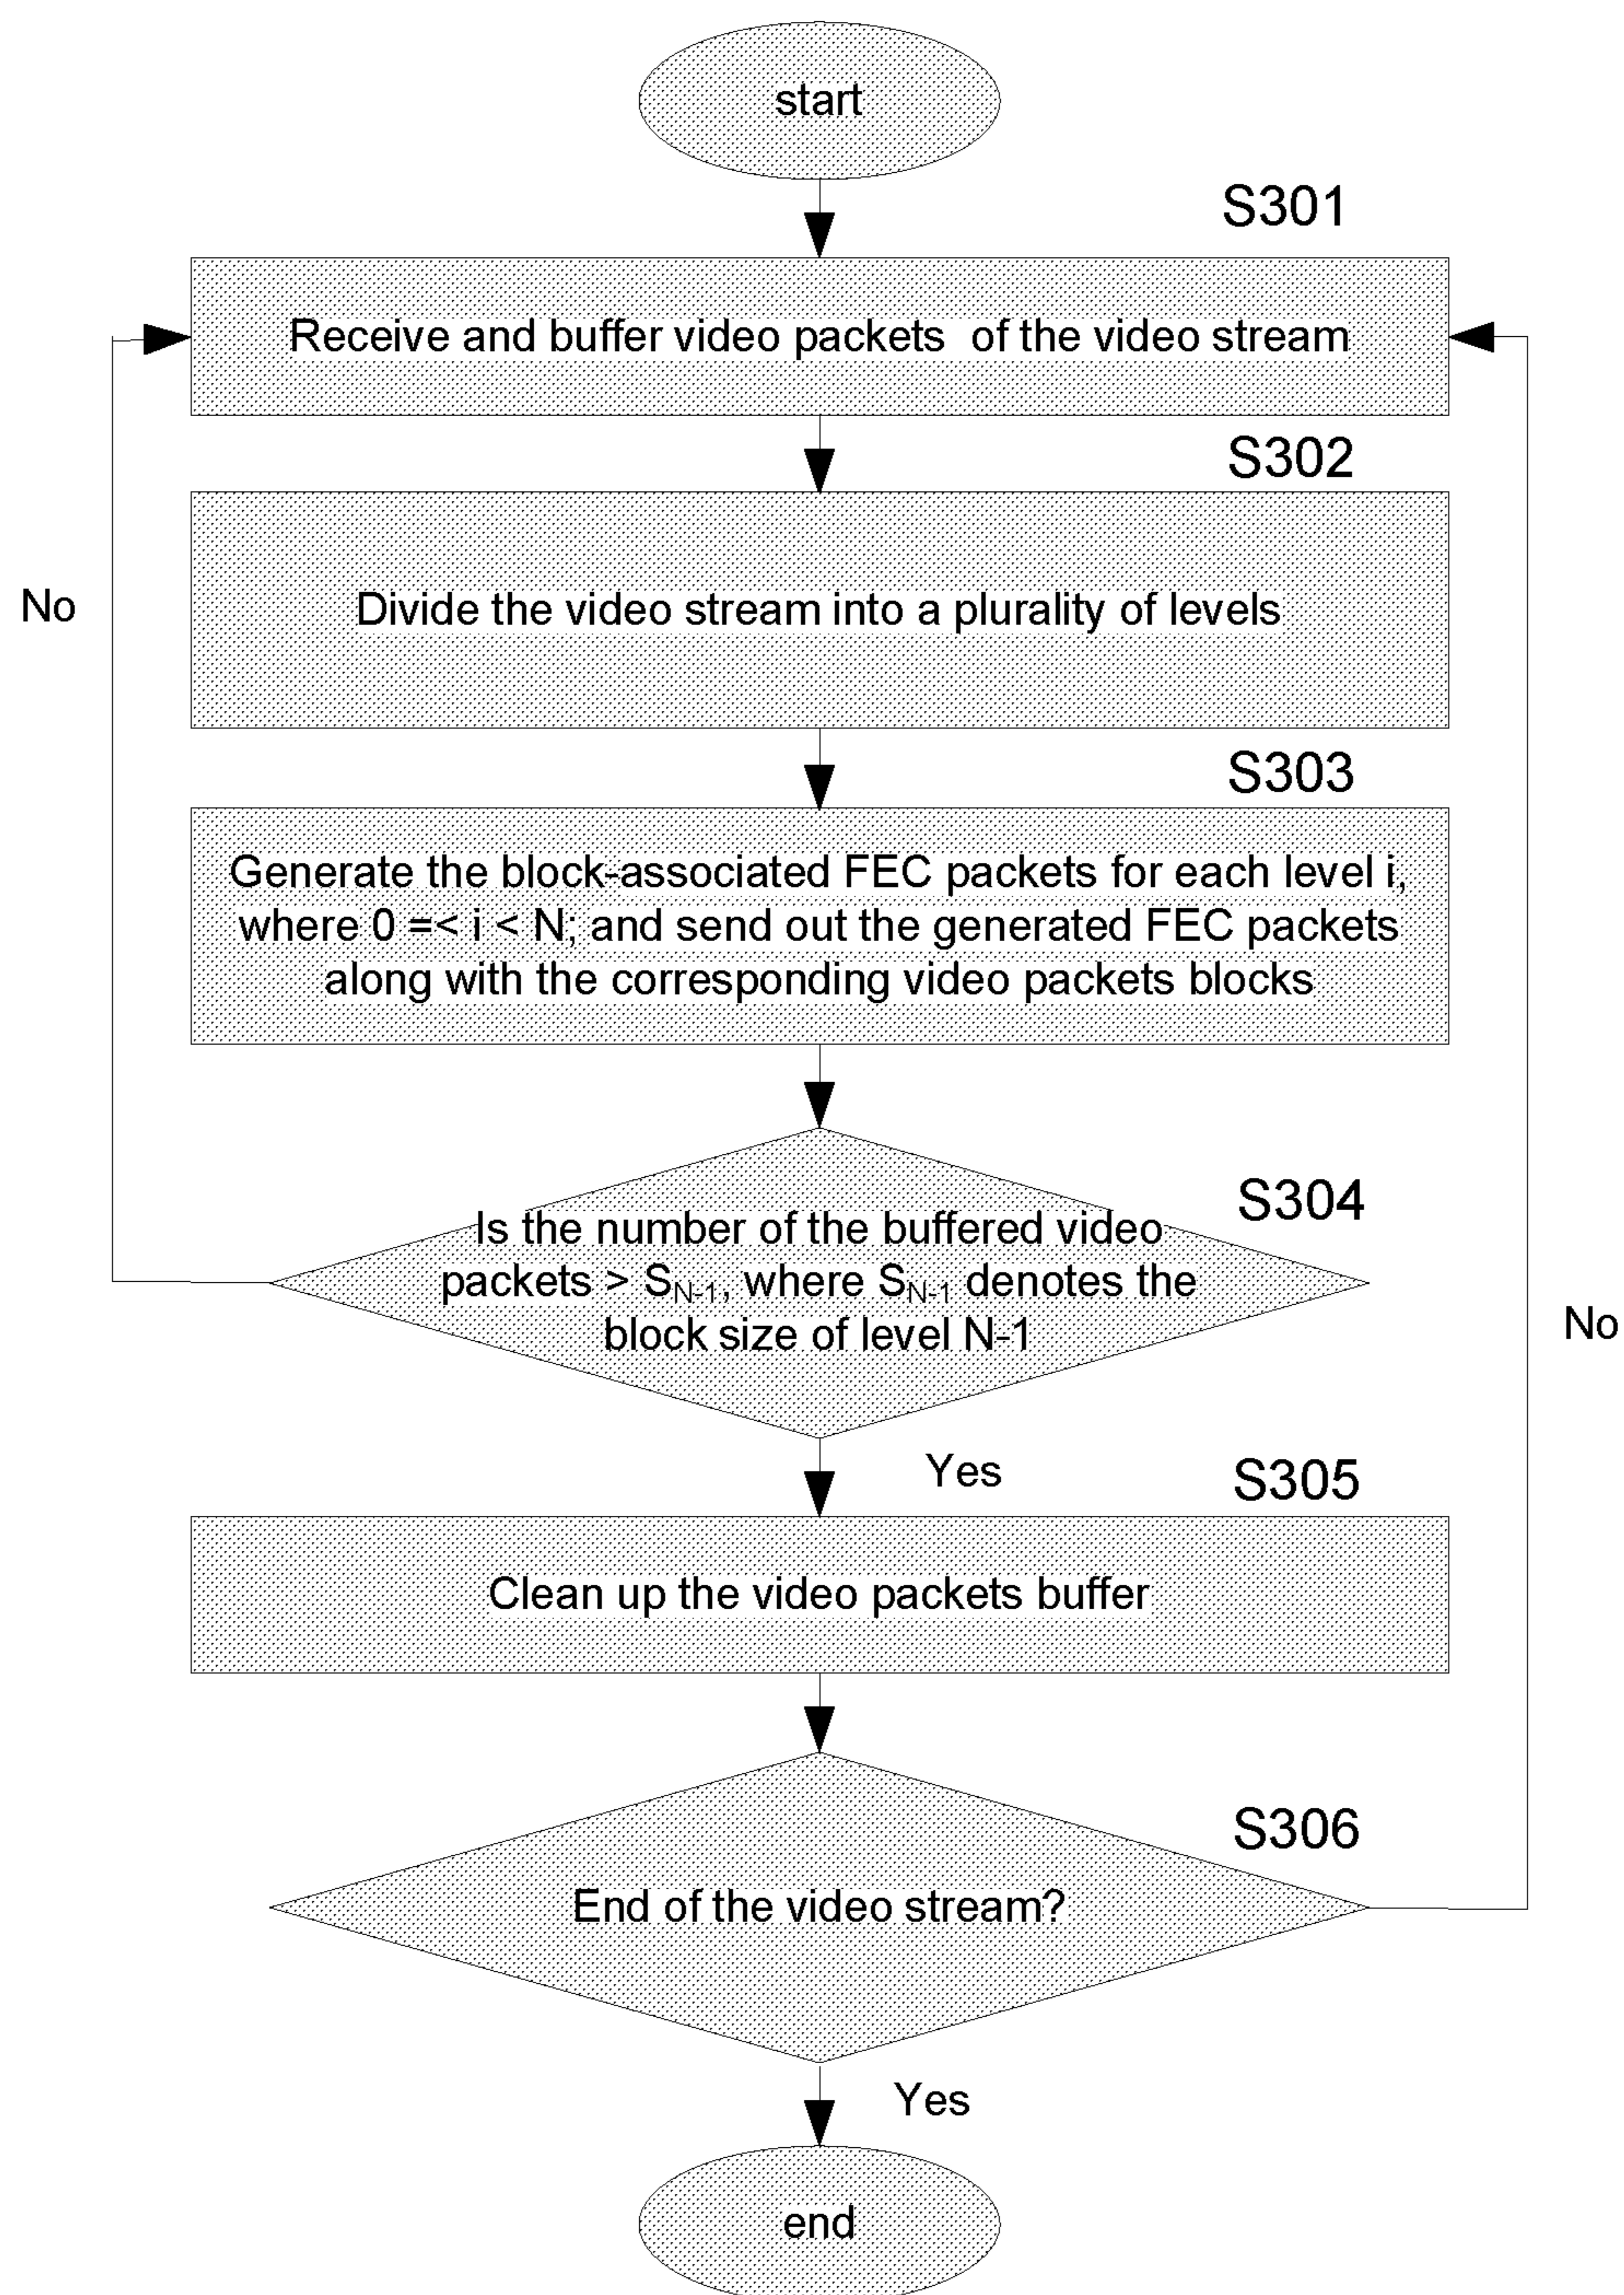 start
S301
Receive and buffer video packets of the video stream
S302
No
Divide the video stream into a plurality of levels
S303
Generate the block-associated FEC packets for each level i,
where 0 =< i < N; and send out the generated FEC packets
along with the corresponding video packets blocks
S304
Is the number of the buffered video
packets > SN-1, where SN-1 denotes the
block size of level N-1
No
Yes
S305
Clean up the video packets buffer
S306
End of the video stream?
Yes
end